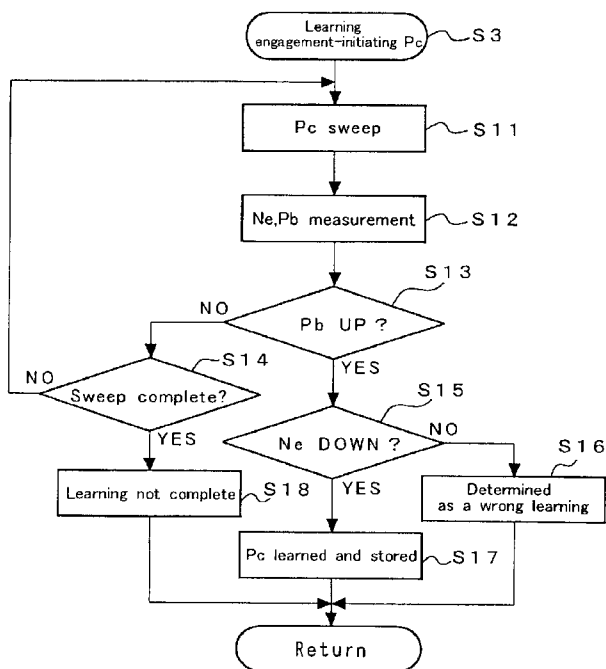 Learning
engagement-initiating Pc
S3
Pc sweep
S11
Ne,Pb measurement
S12
S13
NO
Pb UP?
YES
S14
NO
Sweep complete?
YES
S15
Ne DOWN?
NO
YES
S16
Determined
as a wrong learning
Learning not complete
S18
Pc learned and stored
S17
Return